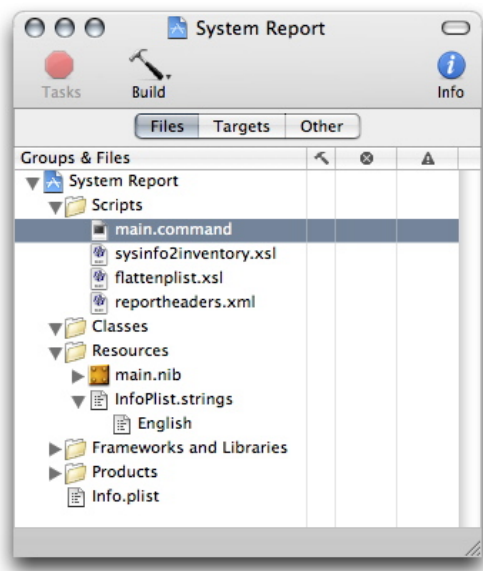 System Report
Tasks Build Info
Files Targets Other
Groups & Files
System Report
Scripts
main.command
sysinfo2inventory.xsl
flattenplist.xsl
reportheaders.xml
Classes
Resources
main.nib
InfoPlist.strings
English
Frameworks and Libraries
Products
Info.plist